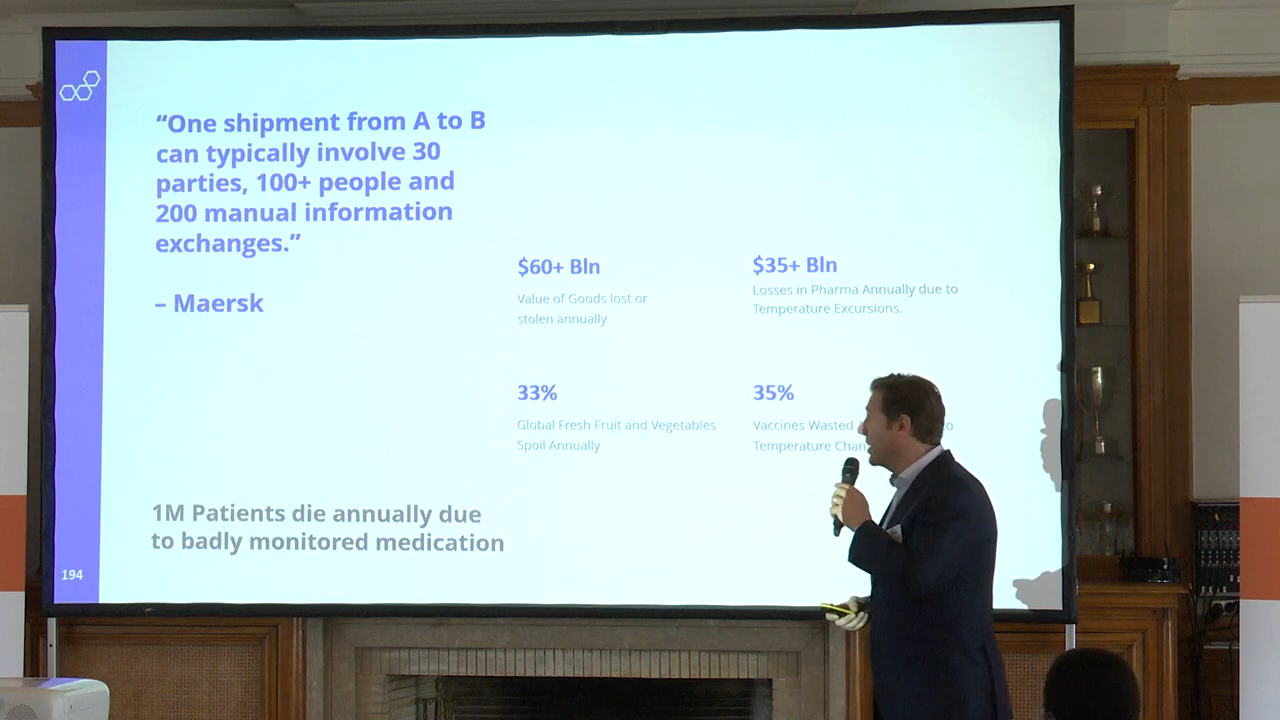 “One shipment from A to B
can typically involve 30
parties, 100+ people and
200 manual information
exchanges.”
– Maersk
$60+ Bln
Value of Goods lost or
stolen annually
$35+ Bln
Losses in Pharma Annually due to
Temperature Excursions.
33%
Global Fresh Fruit and Vegetables
Spoil Annually
35%
Vaccines Wasted
Temperature Chan
1M Patients die annually due
to badly monitored medication
194